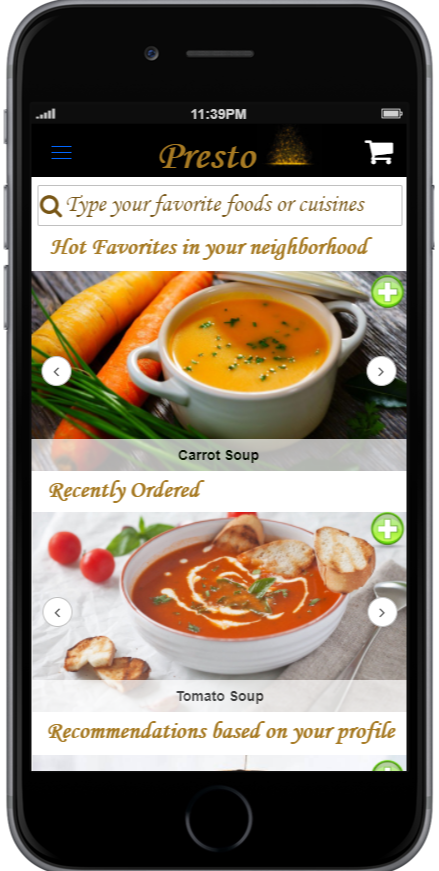 11:39PM
Presto
Type your favorite foods or cuisines
Hot Favorites in your neighborhood
Carrot Soup
Recently Ordered
Tomato Soup
Recommendations based on your profile